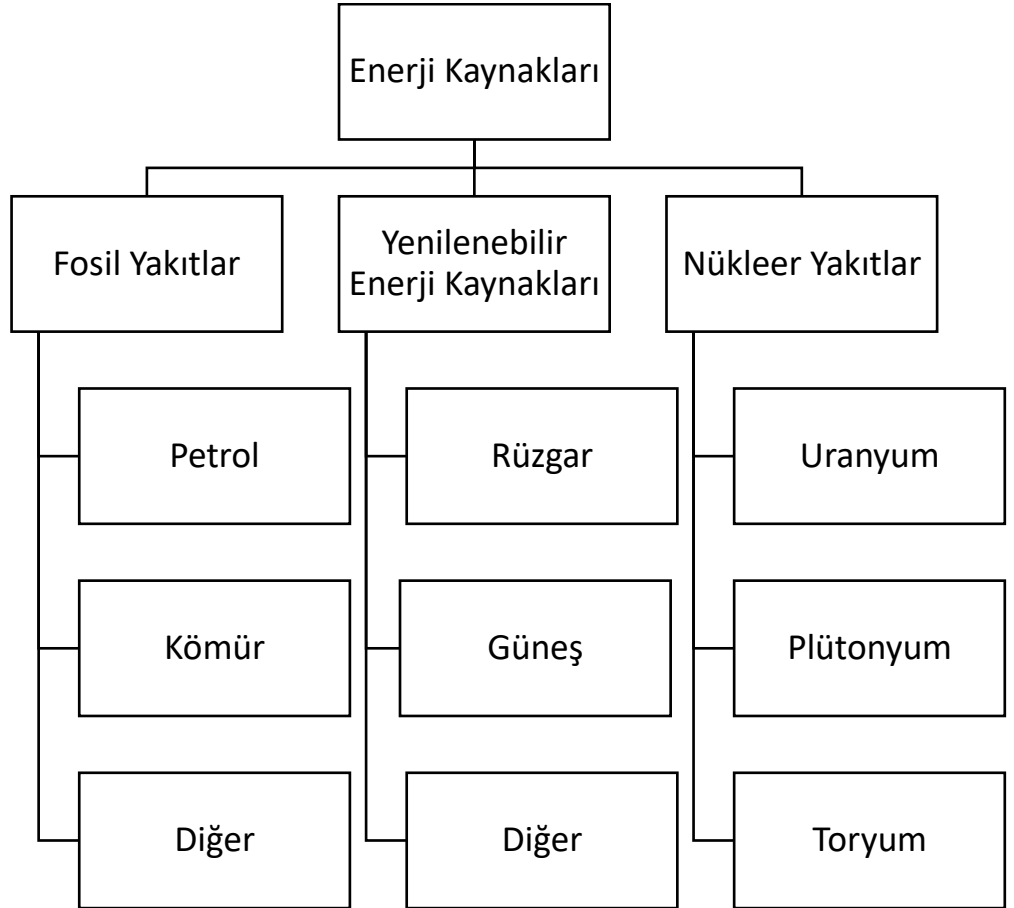 Enerji Kaynakları
Fosil Yakıtlar
Yenilenebilir
Enerji Kaynakları
Nükleer Yakıtlar
Petrol
Rüzgar
Uranyum
Kömür
Güneş
Plütonyum
Diğer
Diğer
Toryum